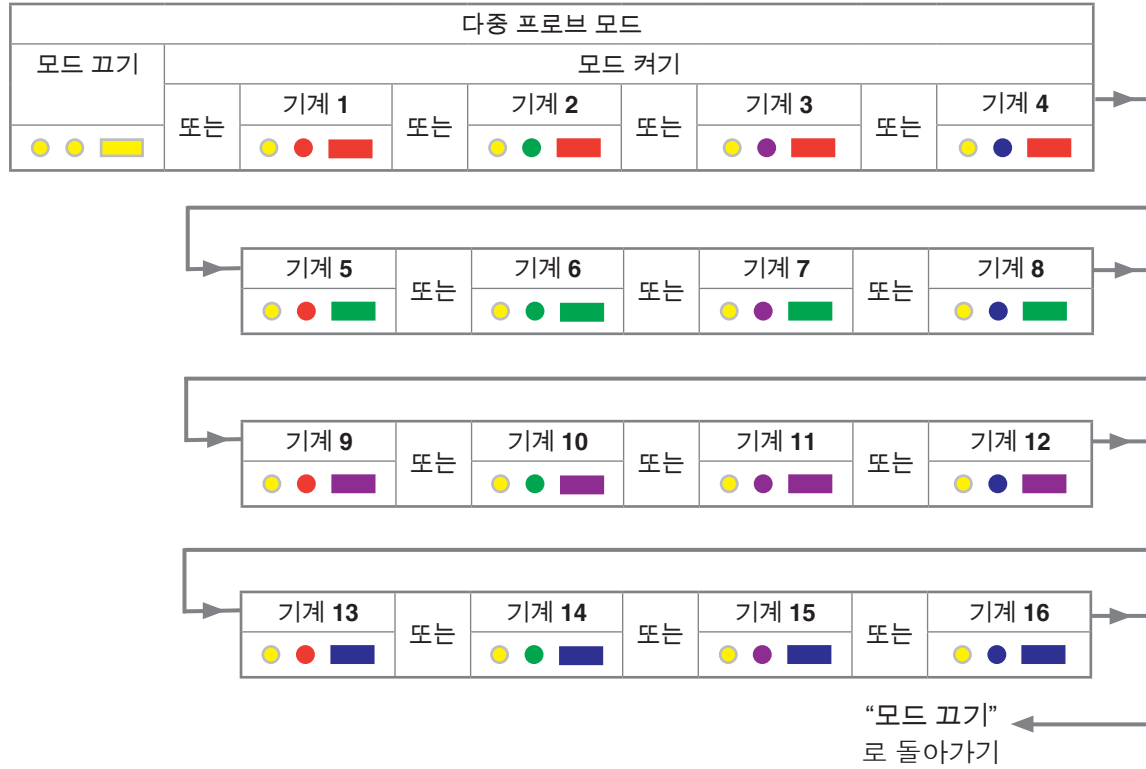 다중 프로브 모드
모드 끄기
모드 켜기
또는
기계 1
또는
기계 2
또는
기계 3
또는
기계 4
기계 5
또는
기계 6
또는
기계 7
또는
기계 8
기계 9
또는
기계 10
또는
기계 11
또는
기계 12
기계 13
또는
기계 14
또는
기계 15
또는
기계 16
“모드 끄기”
로 돌아가기